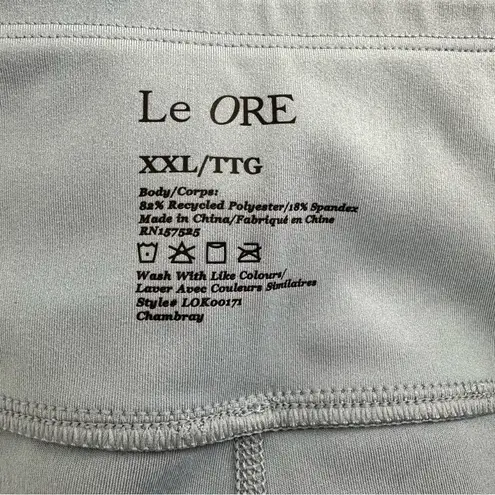 Le ORE
XXL/TTG
Body/Corps:
82% Recycled Polyester/18% Spandex
Made in China/Fabriqué en Chine
RN157525
Wash With Like Colours/
Laver Avec Couleurs Similaires
Style# LOK00171
Chambray